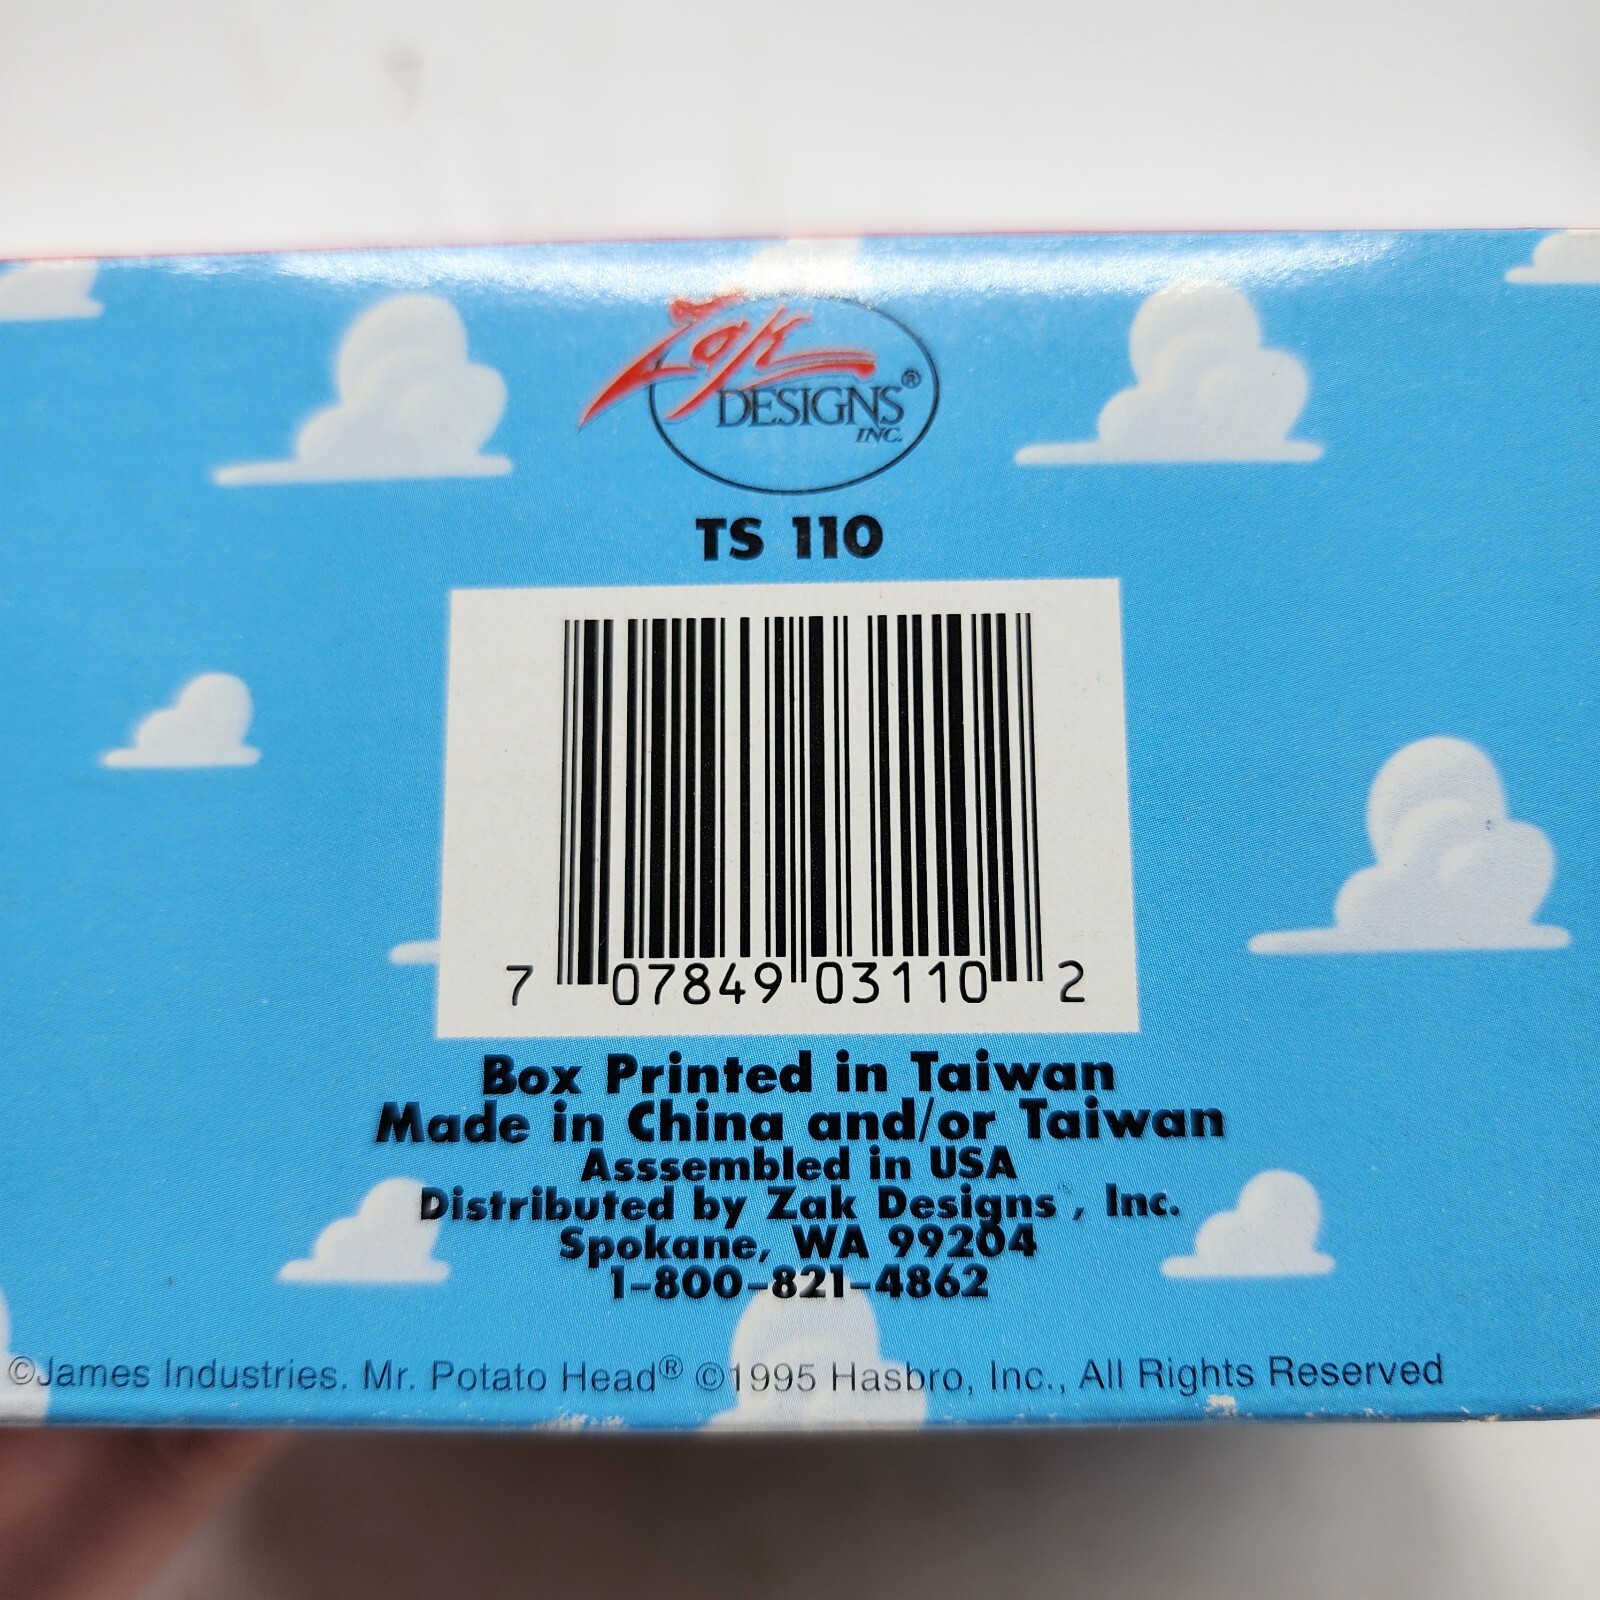 Zak
DESIGNS®
INC.
TS 110
7 07849 03110 2
Box Printed in Taiwan
Made in China and/or Taiwan
Asssembled in USA
Distributed by Zak Designs , Inc.
Spokane, WA 99204
1-800-821-4862
©James Industries. Mr. Potato Head® ©1995 Hasbro, Inc., All Rights Reserved